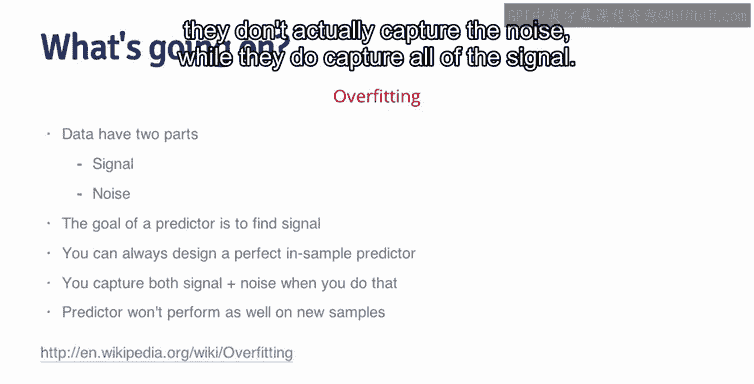 they don't actually capture the noise,
while they do capture all of the signal.
What's going on?
Overfitting
· Data have two parts
- Signal
- Noise
· The goal of a predictor is to find signal
· You can always design a perfect in-sample predictor
· You capture both signal + noise when you do that
· Predictor won't perform as well on new samples
http://en.wikipedia.org/wiki/Overfitting